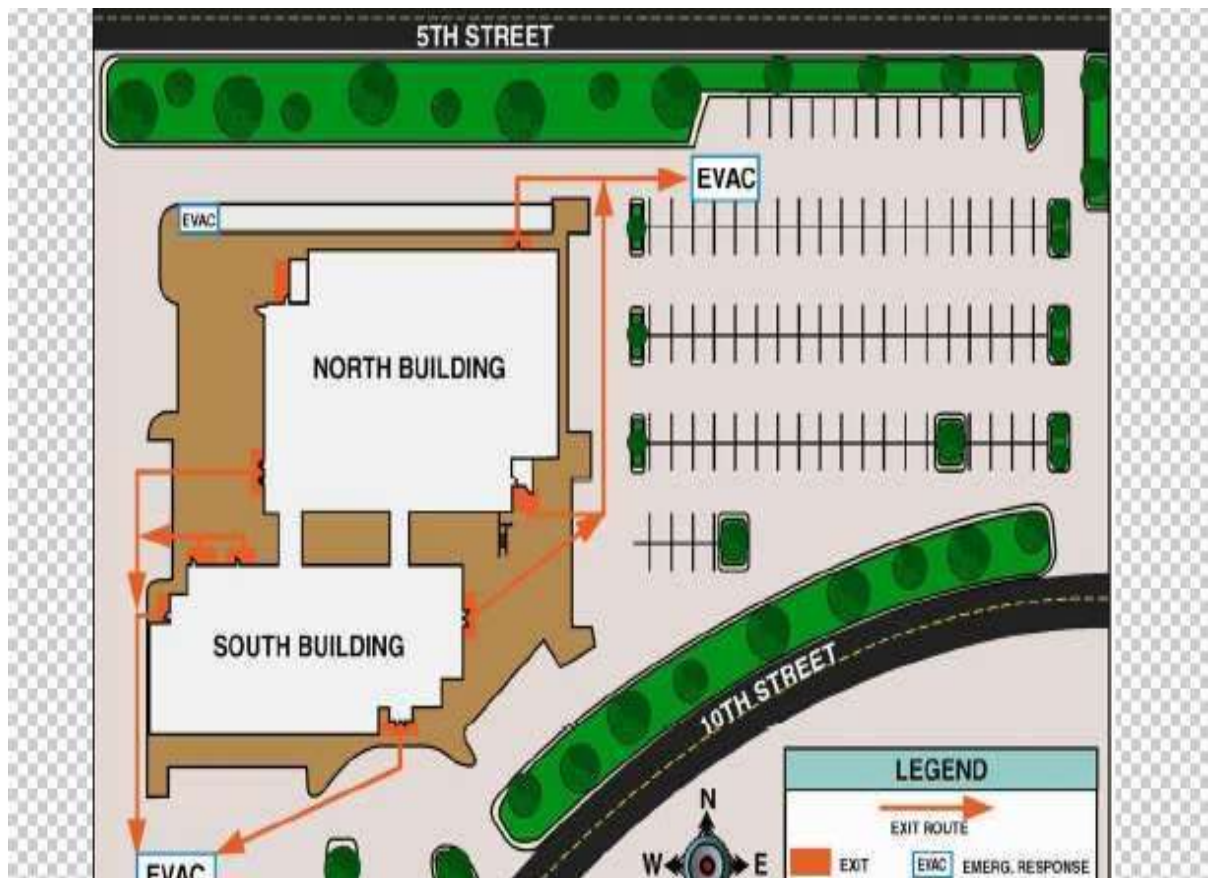 5TH STREET
EVAC
EVAC
NORTH BUILDING
SOUTH BUILDING
10TH STREET
LEGEND
EXIT ROUTE
N
W E
EXIT
EVAC EMERG. RESPONSE
EVAC